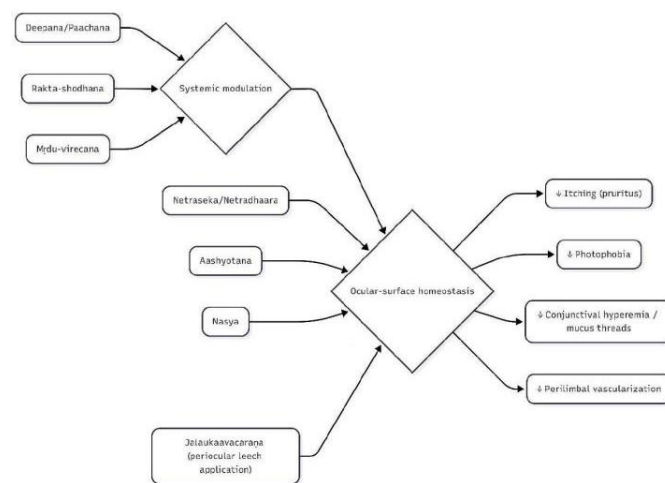 Deepana/Paachana
Rakta-shodhana
Systemic modulation
Mṛdu-virecana
Netraseka/Netradhaara
Aashyotana
Nasya
Jalaukaavacaraṇa
(periocular leech
application)
Ocular-surface homeostasis
↓ Itching (pruritus)
↓ Photophobia
↓ Conjunctival hyperemia /
mucus threads
↓ Perilimbal vascularization